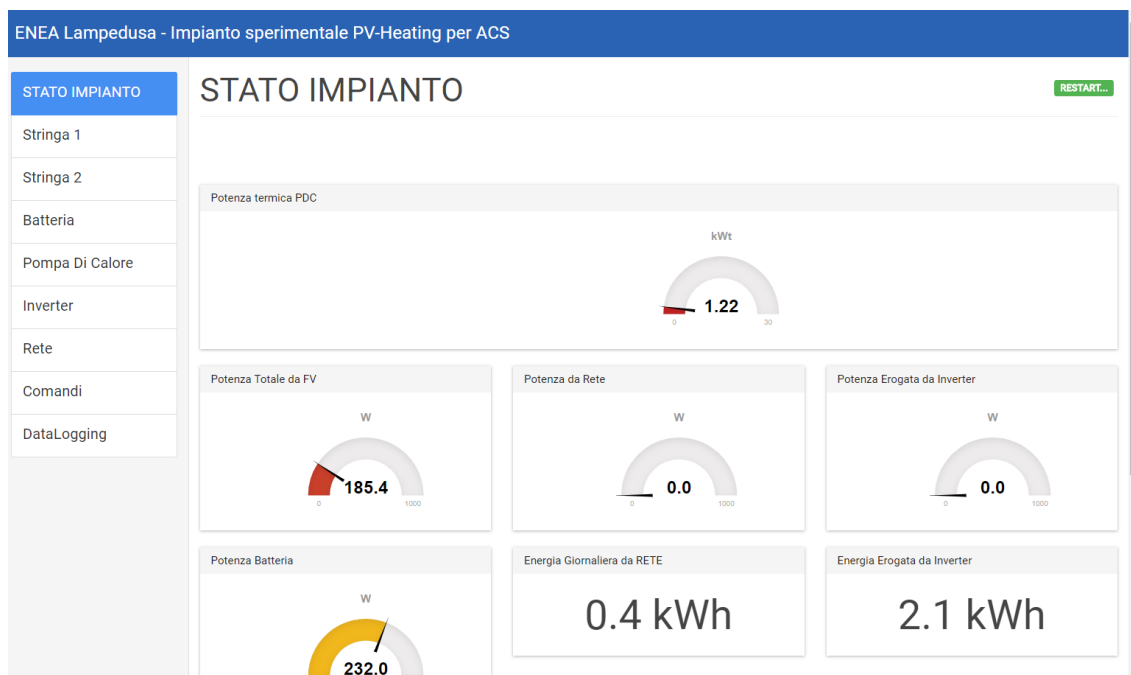 ENEA Lampedusa - Impianto sperimentale PV-Heating per ACS
STATO IMPIANTO
Stringa 1
Stringa 2
Batteria
Pompa Di Calore
Inverter
Rete
Comandi
DataLogging
STATO IMPIANTO
RESTART...
Potenza termica PDC
kWt
1.22
0 30
Potenza Totale da FV
W
185.4
0 1000
Potenza da Rete
W
0.0
0 1000
Potenza Erogata da Inverter
W
0.0
0 1000
Potenza Batteria
W
232.0
Energia Giornaliera da RETE
0.4 kWh
Energia Erogata da Inverter
2.1 kWh